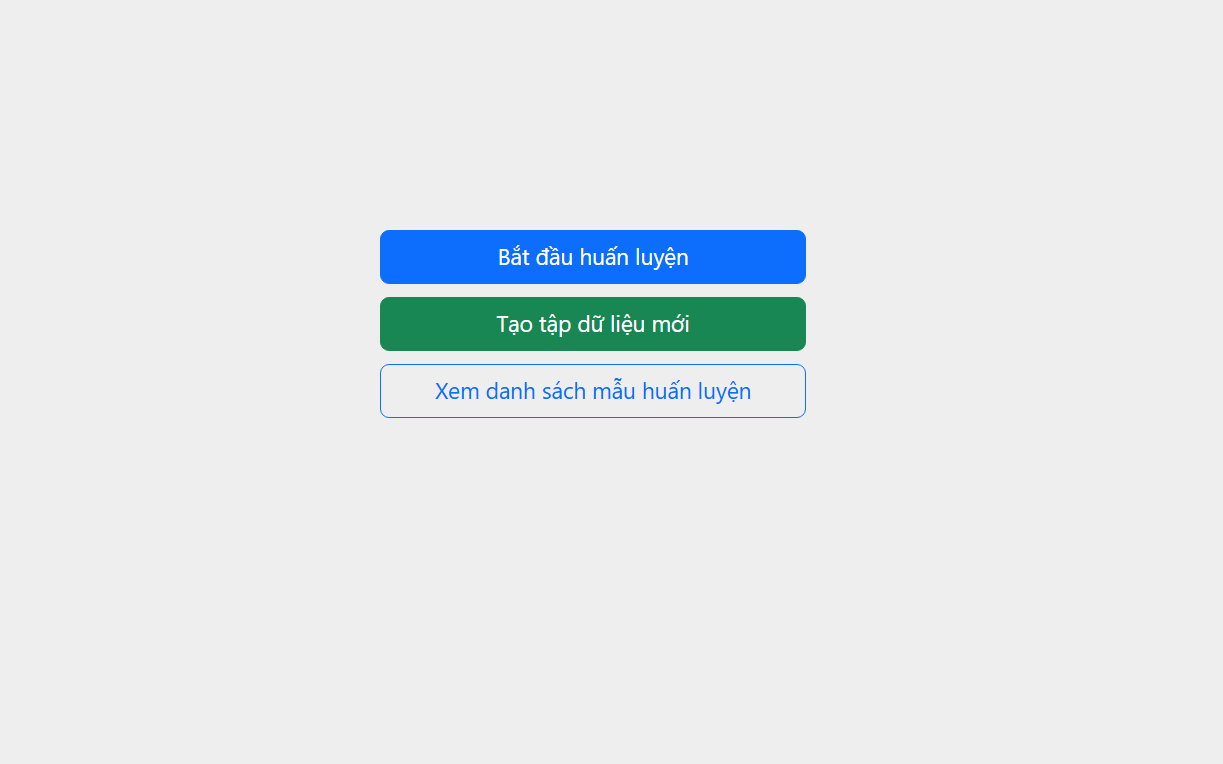 Bắt đầu huấn luyện
Tạo tập dữ liệu mới
Xem danh sách mẫu huấn luyện